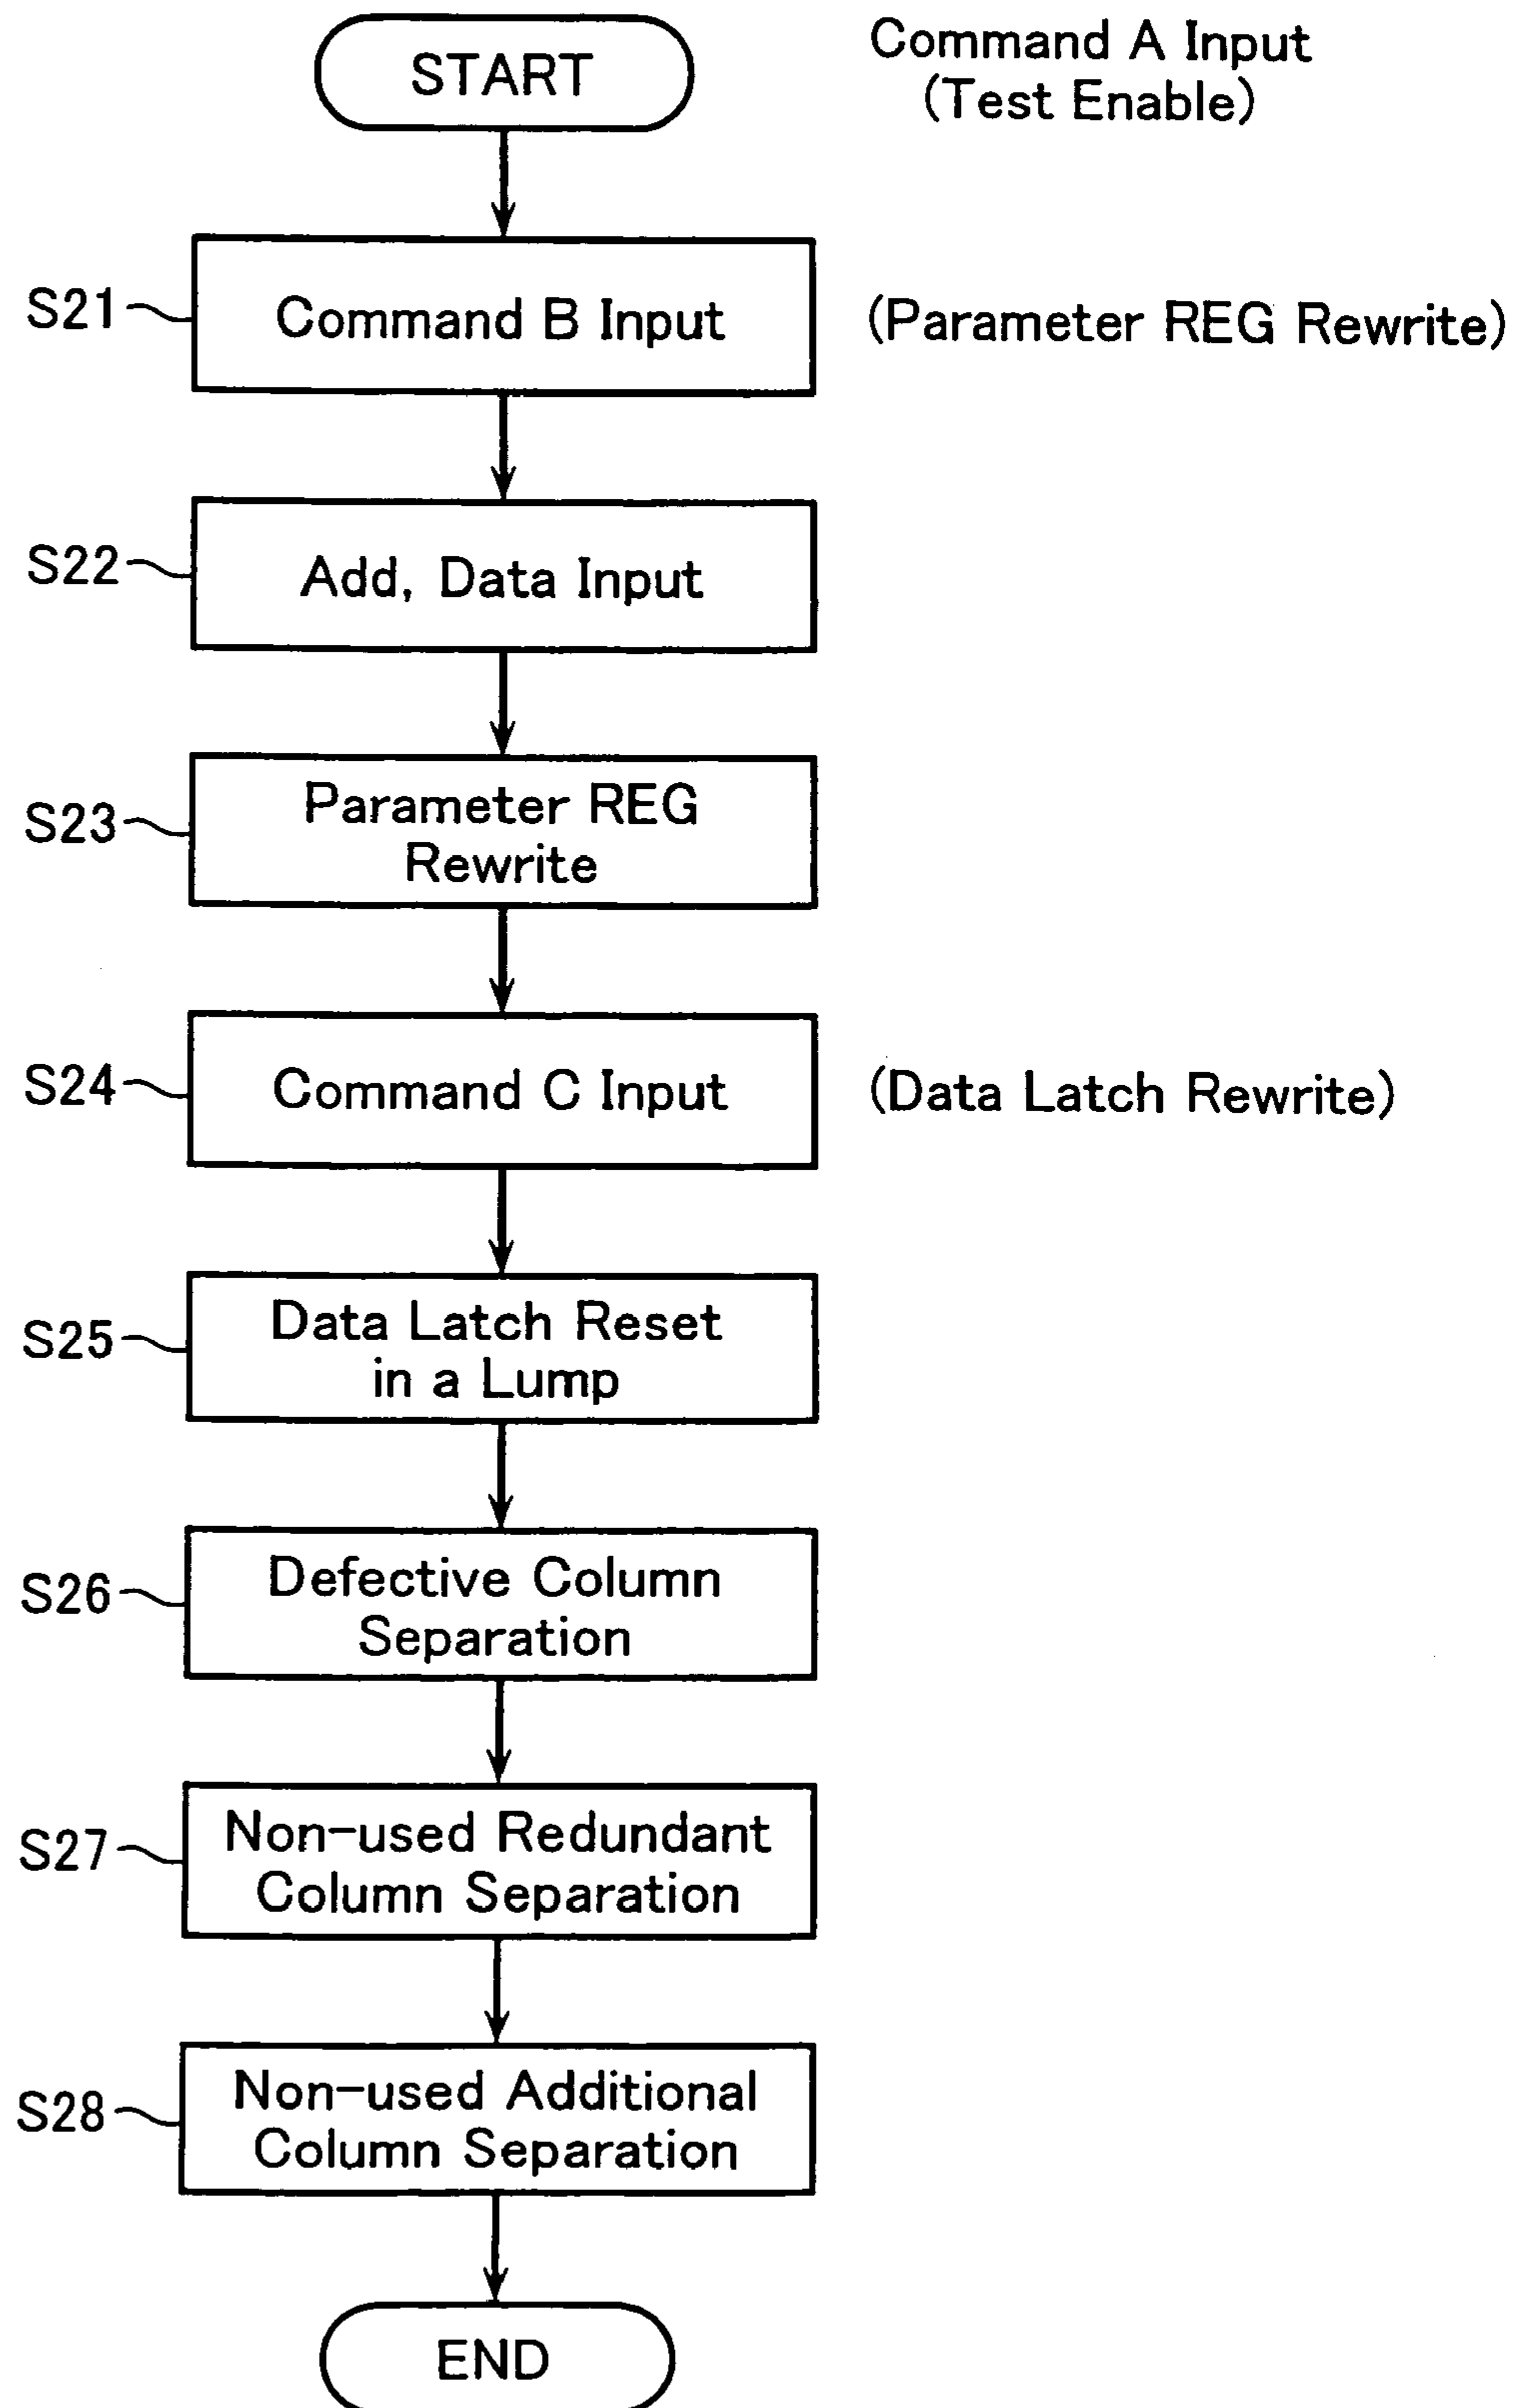 START
Command A Input
(Test Enable)
S21
Command B Input
(Parameter REG Rewrite)
S22
Add, Data Input
S23
Parameter REG
Rewrite
S24
Command C Input
(Data Latch Rewrite)
S25
Data Latch Reset
in a Lump
S26
Defective Column
Separation
S27
Non-used Redundant
Column Separation
S28
Non-used Additional
Column Separation
END